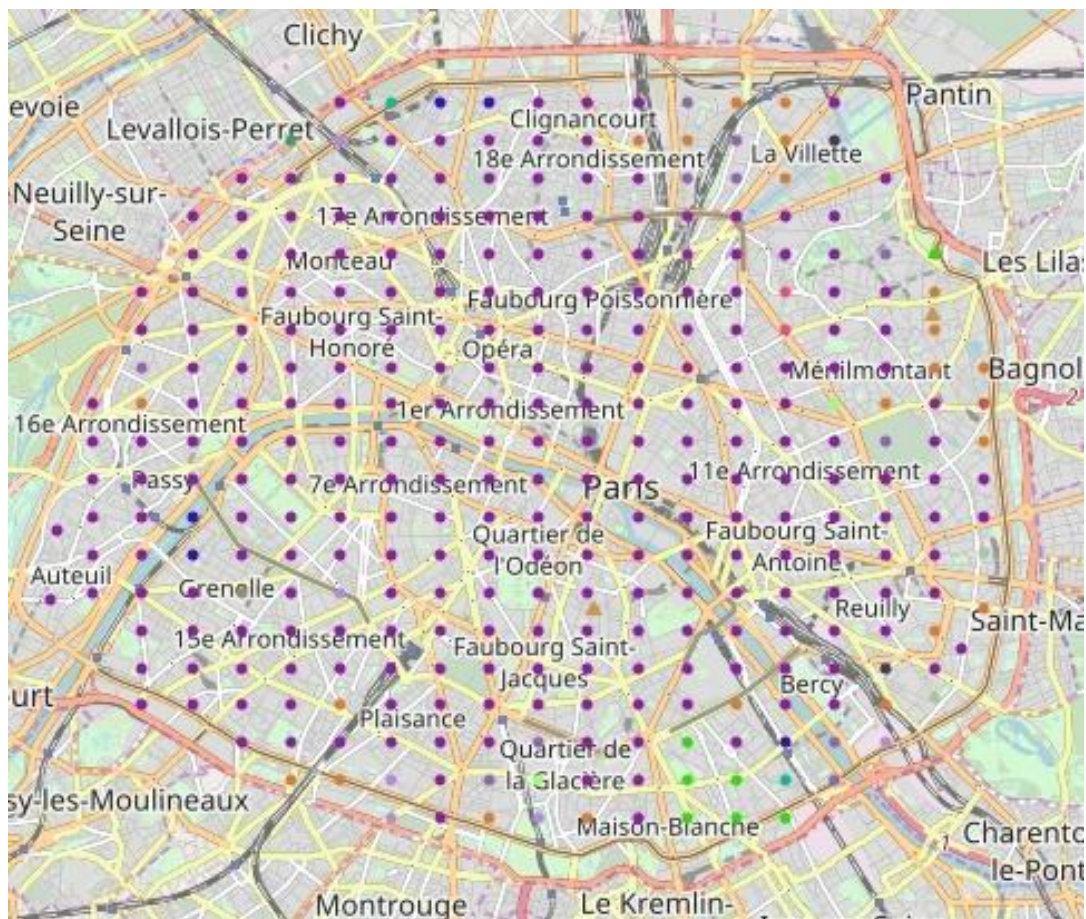 Clichy
Pantin
evoie
Levallois-Perret
Clignancourt
18e Arrondissement
La Villette
Neuilly-sur-
Seine
17e Arrondissement
Monceau
Les Lilas
Faubourg Poissonnière
Faubourg Saint-
Honoré
Opéra
Ménilmontant
Bagnol
2
1er Arrondissement
16e Arrondissement
Passy
7e Arrondissement
11e Arrondissement
Paris
Quartier de
l'Odéon
Faubourg Saint-
Antoine
Auteuil
Grenelle
Reuilly
Saint-Ma
15e Arrondissement
Faubourg Saint-
Jacques
Bercy
urt
Plaisance
Quartier de
la Glacière
sy-les-Moulineaux
Maison-Blanche
1
Charento
le-Pont
Montrouge
Le Kremlin-